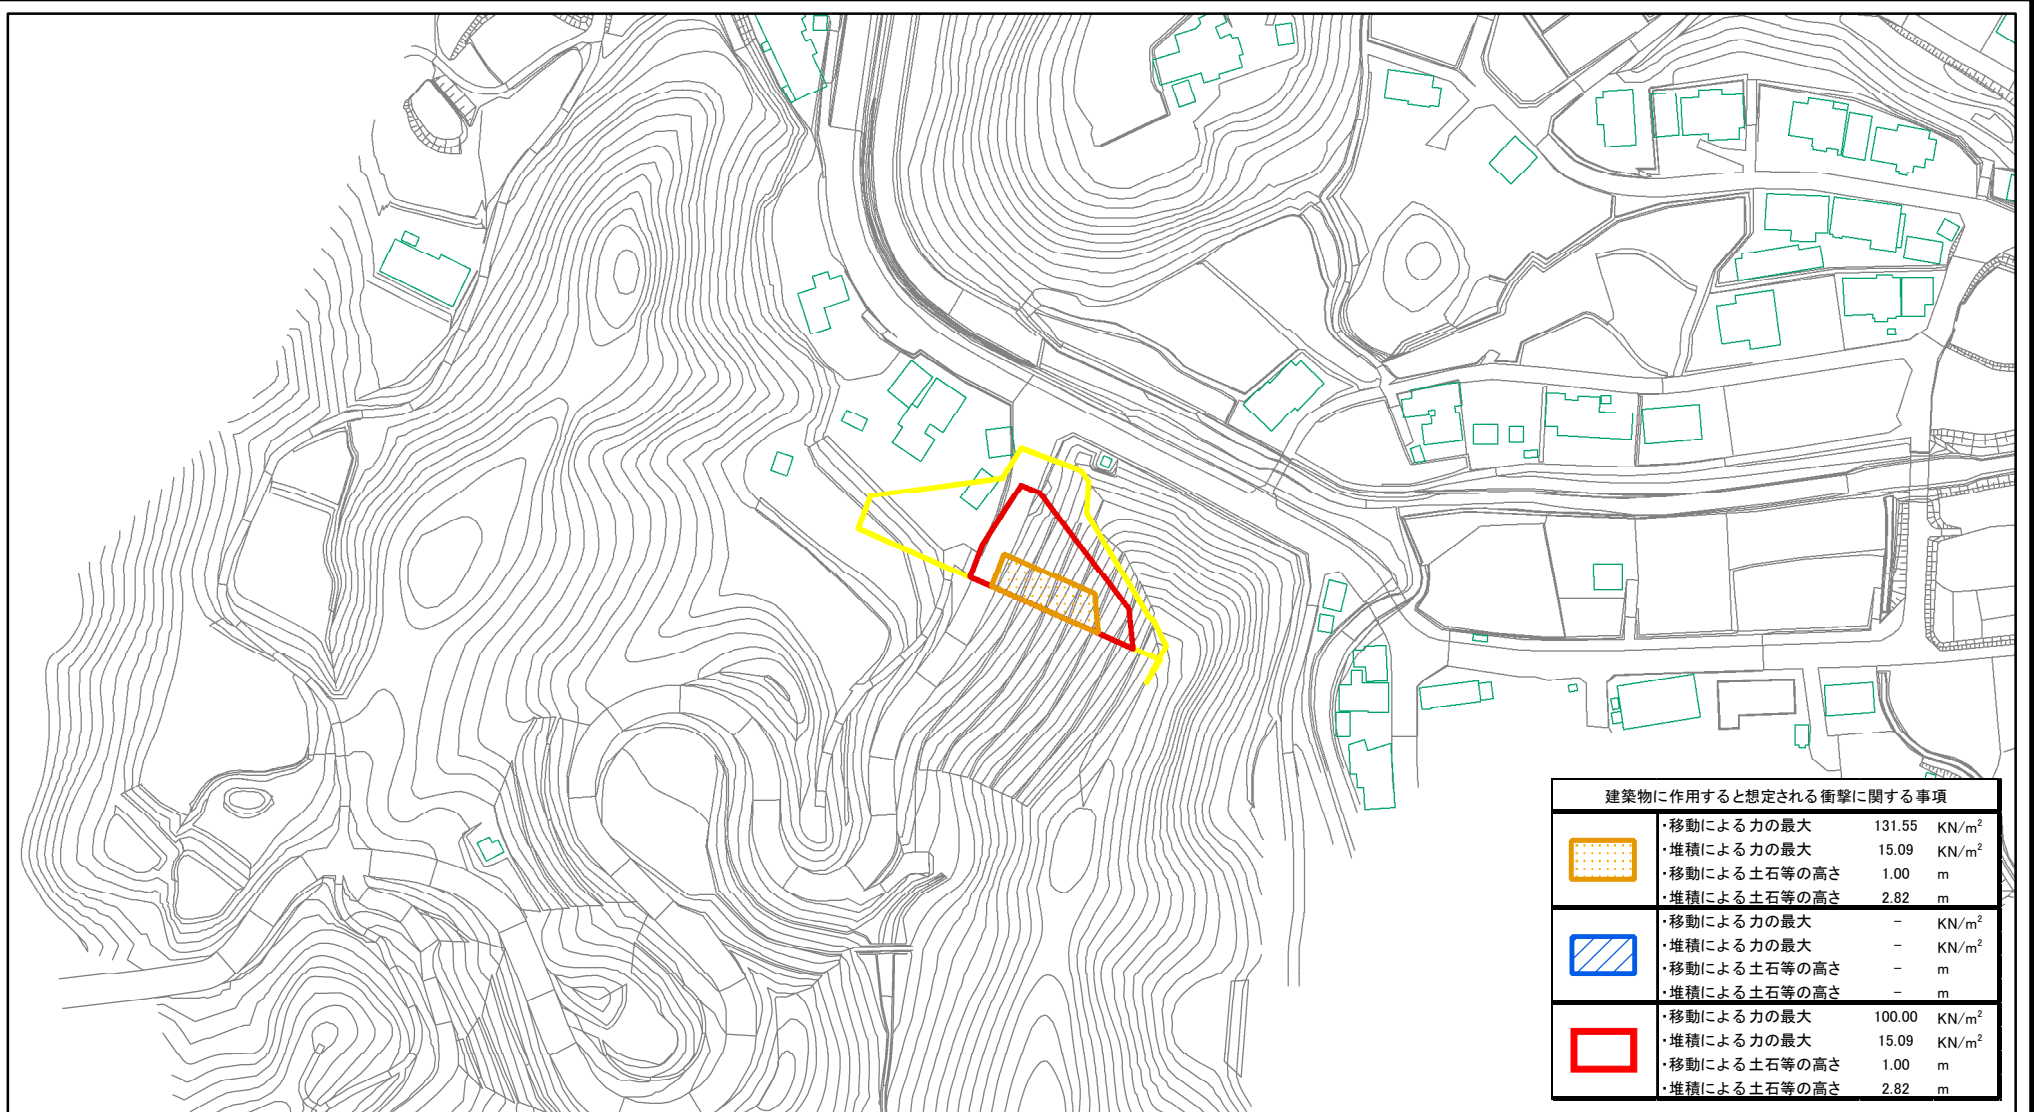 建築物に作用すると想定される衝撃に関する事項
・移動による力の最大 131.55 KN/m²
・堆積による力の最大 15.09 KN/m²
・移動による土石等の高さ 1.00 m
・堆積による土石等の高さ 2.82 m
・移動による力の最大 - KN/m²
・堆積による力の最大 - KN/m²
・移動による土石等の高さ - m
・堆積による土石等の高さ - m
・移動による力の最大 100.00 KN/m²
・堆積による力の最大 15.09 KN/m²
・移動による土石等の高さ 1.00 m
・堆積による土石等の高さ 2.82 m